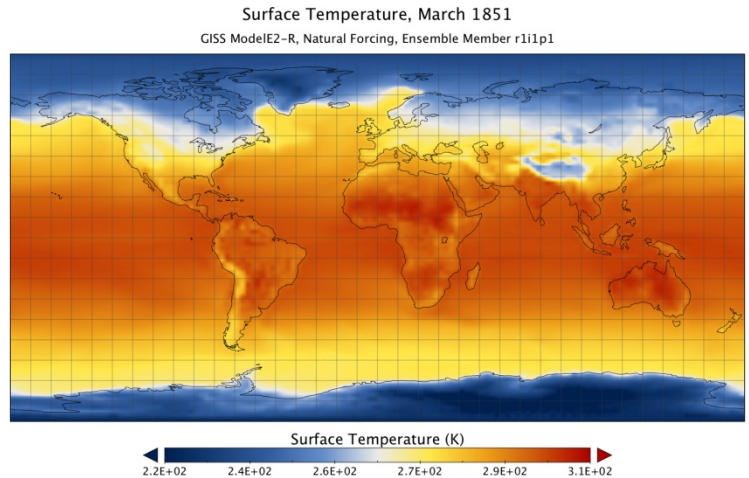 Surface Temperature, March 1851
GISS ModelE2-R, Natural Forcing, Ensemble Member r1i1p1
Surface Temperature (K)
2.2E+02 2.4E+02 2.6E+02 2.7E+02 2.9E+02 3.1E+02